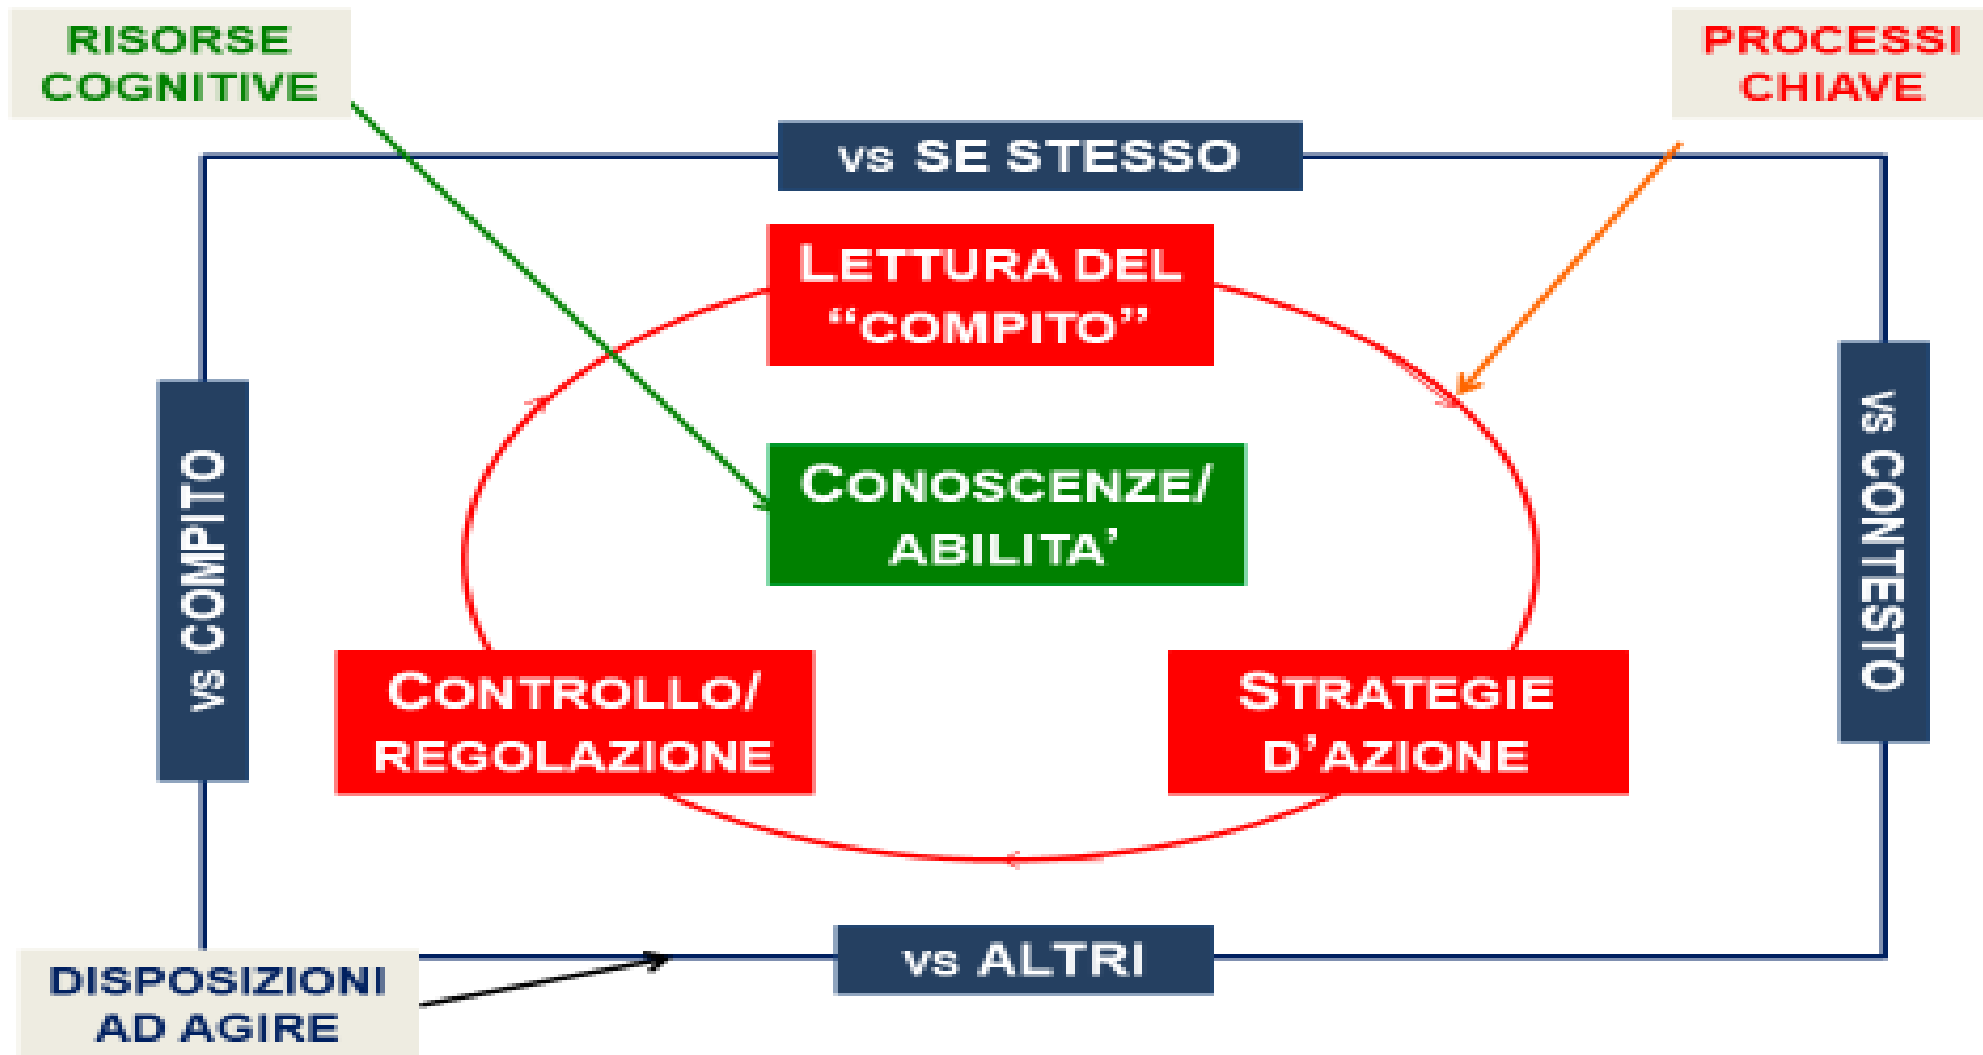 RISORSE
COGNITIVE
PROCESSI
CHIAVE
vs SE STESSO
LETTURA DEL
“COMPITO”
vs COMPITO
CONOSCENZE/
ABILITA’
vs CONTESTO
CONTROLLO/
REGOLAZIONE
STRATEGIE
D’AZIONE
vs ALTRI
DISPOSIZIONI
AD AGIRE